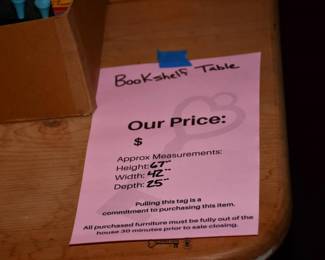 Bookshelf Table
Our Price:
$
Approx Measurements:
Height: 67"
Width: 42"
Depth: 25"
Pulling this tag is a
commitment to purchasing this item.
All purchased furniture must be fully out of the
house 30 minutes prior to sale closing.